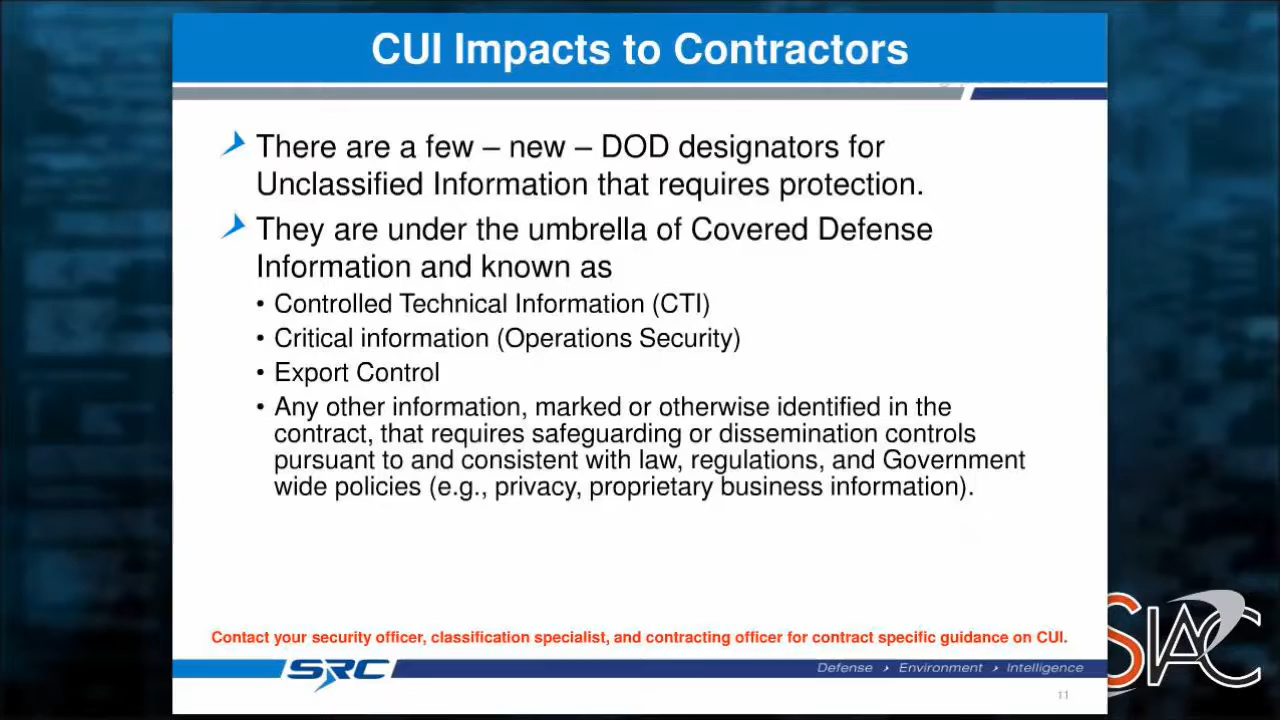 CUI Impacts to Contractors
There are a few – new – DOD designators for
Unclassified Information that requires protection.
They are under the umbrella of Covered Defense
Information and known as
• Controlled Technical Information (CTI)
• Critical information (Operations Security)
• Export Control
• Any other information, marked or otherwise identified in the
contract, that requires safeguarding or dissemination controls
pursuant to and consistent with law, regulations, and Government
wide policies (e.g., privacy, proprietary business information).
Contact your security officer, classification specialist, and contracting officer for contract specific guidance on CUI.
SRC
Defense › Environment › Intelligence
11
SIAC